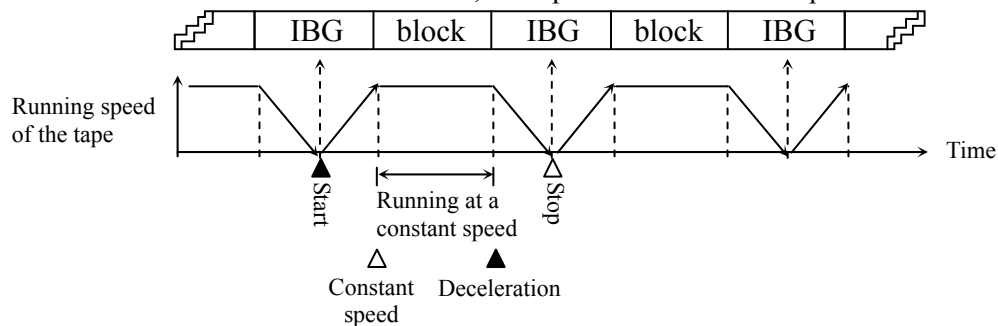 IBG block IBG block IBG
Running speed
of the tape
Time
Start
Stop
Running at a
constant speed
Constant
speed
Deceleration